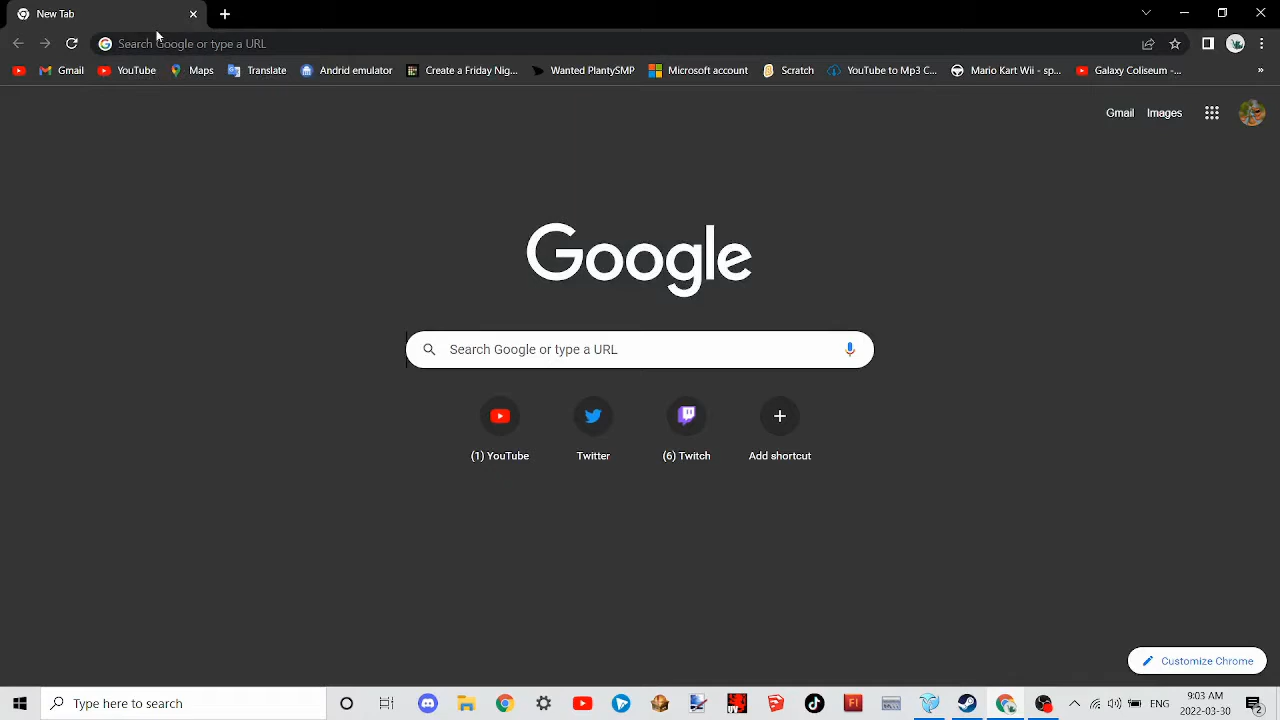 New Tab
Search Google or type a URL
Gmail
YouTube
Maps
Translate
Andrid emulator
Create a Friday Nig...
Wanted PlantySMP
Microsoft account
Scratch
YouTube to Mp3 C...
Mario Kart Wii - sp...
Galaxy Coliseum -...
»
Gmail Images
Google
Search Google or type a URL
(1) YouTube
Twitter
(6) Twitch
Add shortcut
Customize Chrome
Type here to search
ENG
9:03 AM
2022-03-30
2